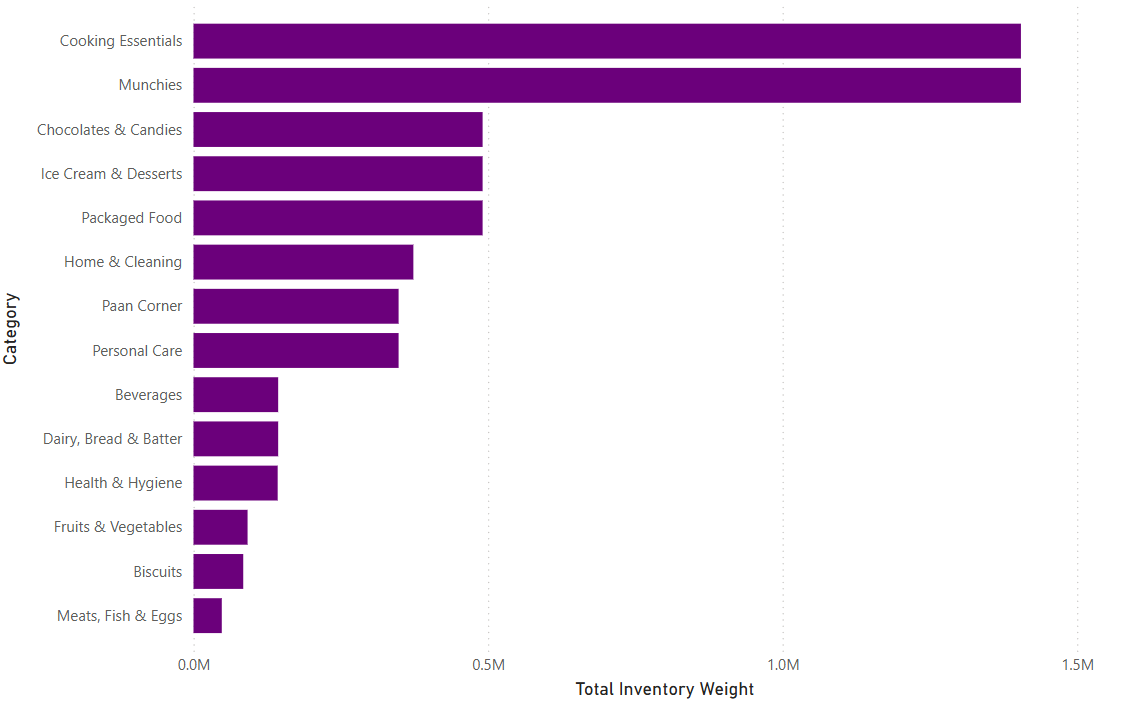 Cooking Essentials
Munchies
Chocolates & Candies
Ice Cream & Desserts
Packaged Food
Home & Cleaning
Paan Corner
Personal Care
Beverages
Dairy, Bread & Batter
Health & Hygiene
Fruits & Vegetables
Biscuits
Meats, Fish & Eggs
Category
0.0M 0.5M 1.0M 1.5M
Total Inventory Weight